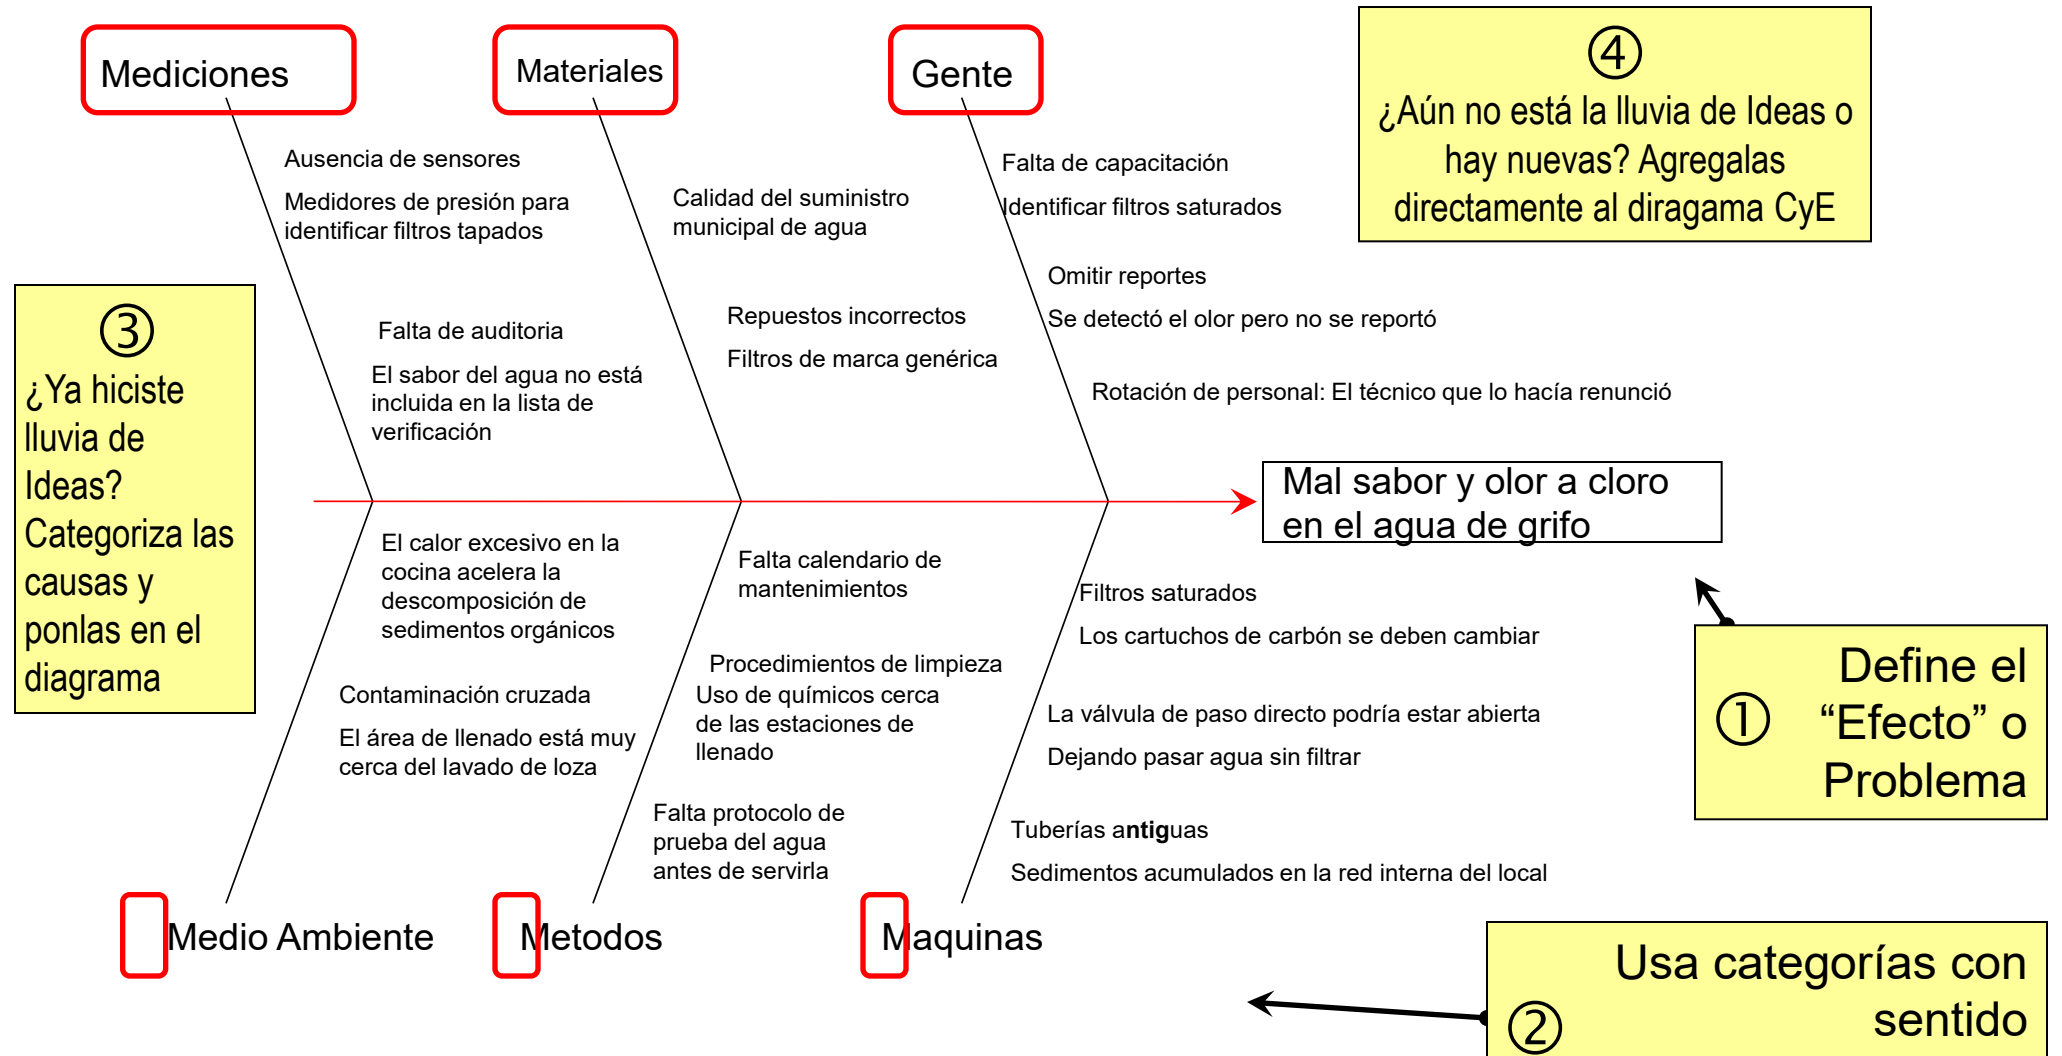 Mediciones
Materiales
Gente
④
¿Aún no está la lluvia de Ideas o
hay nuevas? Agregalas
directamente al diragama CyE
Ausencia de sensores
Medidores de presión para
identificar filtros tapados
Falta de auditoria
El sabor del agua no está
incluida en la lista de
verificación
Calidad del suministro
municipal de agua
Repuestos incorrectos
Filtros de marca genérica
Falta de capacitación
Identificar filtros saturados
Omitir reportes
Se detectó el olor pero no se reportó
Rotación de personal: El técnico que lo hacía renunció
③
¿Ya hiciste
lluvia de
Ideas?
Categoriza las
causas y
ponlas en el
diagrama
Mal sabor y olor a cloro
en el agua de grifo
El calor excesivo en la
cocina acelera la
descomposición de
sedimentos orgánicos
Contaminación cruzada
El área de llenado está muy
cerca del lavado de loza
Falta calendario de
mantenimientos
Procedimientos de limpieza
Uso de químicos cerca
de las estaciones de
llenado
Falta protocolo de
prueba del agua
antes de servirla
Filtros saturados
Los cartuchos de carbón se deben cambiar
La válvula de paso directo podría estar abierta
Dejando pasar agua sin filtrar
Tuberías antiguas
Sedimentos acumulados en la red interna del local
①
Define el
“Efecto” o
Problema
Medio Ambiente
Metodos
Maquinas
②
Usa categorías con
sentido